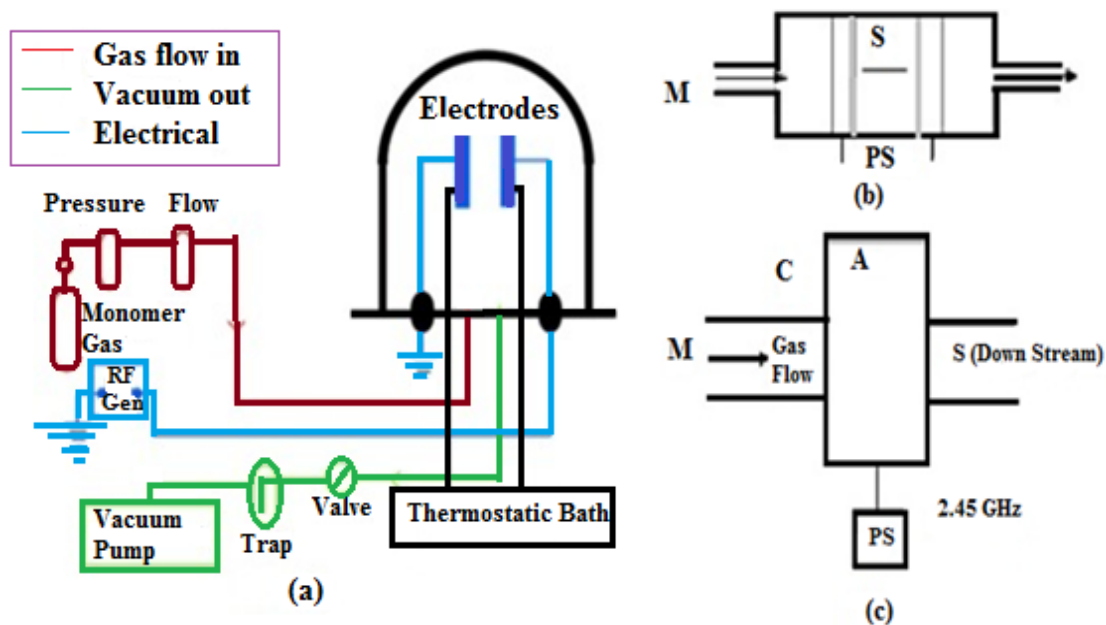 Gas flow in
Vacuum out
Electrical
Electrodes
Pressure Flow
Monomer
Gas
RF
Gen
Vacuum
Pump
Trap
Valve
Thermostatic Bath
(a)
S
M
PS
(b)
C A
M
Gas
Flow
S (Down Stream)
2.45 GHz
PS
(c)